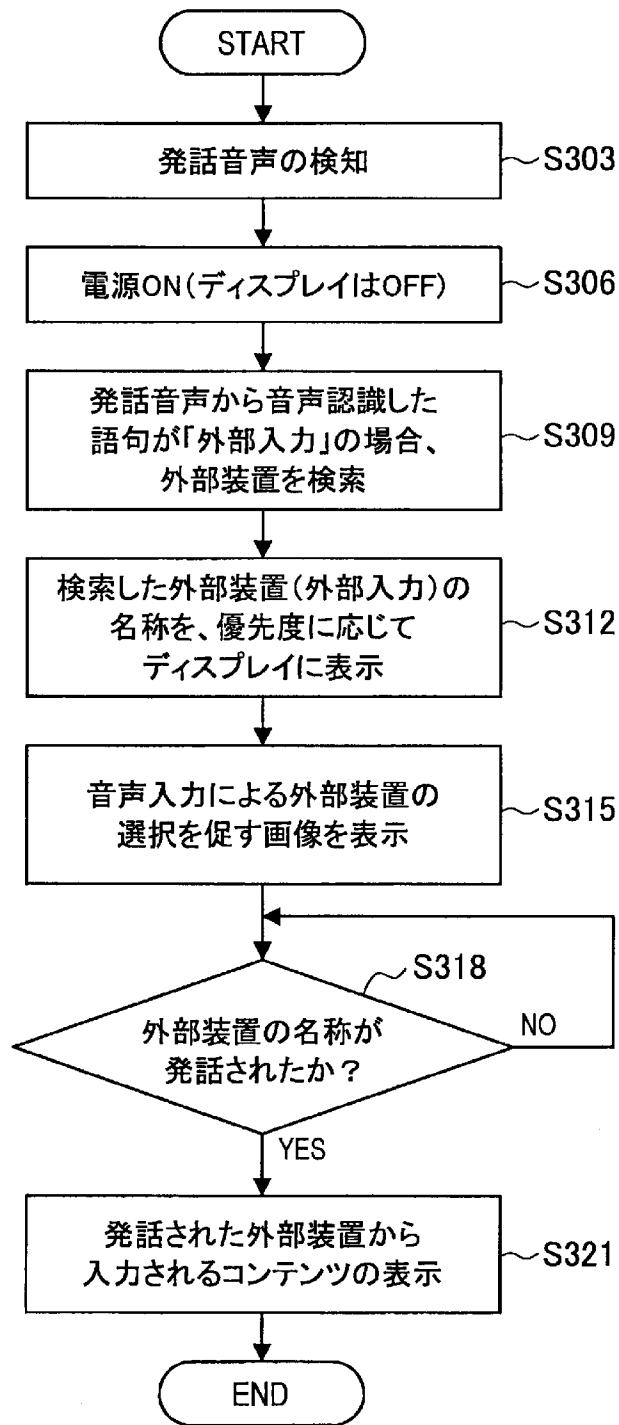 START
発話音声の検知
S303
電源ON(ディスプレイはOFF)
S306
発話音声から音声認識した
語句が「外部入力」の場合、
外部装置を検索
S309
検索した外部装置(外部入力)の
名称を、優先度に応じて
ディスプレイに表示
S312
音声入力による外部装置の
選択を促す画像を表示
S315
S318
外部装置の名称が
発話されたか？
NO
YES
発話された外部装置から
入力されるコンテンツの表示
S321
END